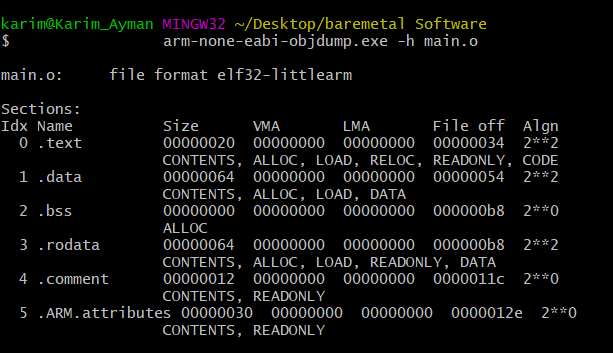 karim@Karim_Ayman MINGW32 ~/Desktop/baremetal Software
$ arm-none-eabi-objdump.exe -h main.o
main.o: file format elf32-littlearm
Sections:
Idx Name Size VMA LMA File off Algn
0 .text 00000020 00000000 00000000 00000034 2**2
CONTENTS, ALLOC, LOAD, RELOC, READONLY, CODE
1 .data 00000064 00000000 00000000 00000054 2**2
CONTENTS, ALLOC, LOAD, DATA
2 .bss 00000000 00000000 00000000 000000b8 2**0
ALLOC
3 .rodata 00000064 00000000 00000000 000000b8 2**2
CONTENTS, ALLOC, LOAD, READONLY, DATA
4 .comment 00000012 00000000 00000000 0000011c 2**0
CONTENTS, READONLY
5 .ARM.attributes 00000030 00000000 00000000 0000012e 2**0
CONTENTS, READONLY